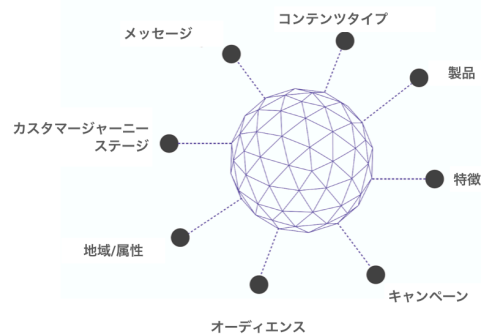 コンテンツタイプ
メッセージ
製品
カスタマージャーニー
ステージ
特徴
地域/属性
キャンペーン
オーディエンス